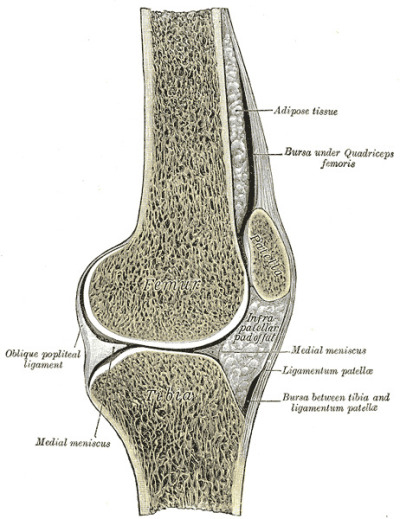 Adipose tissue
Bursa under Quadriceps
femoris
Patella
Femur
Infra-
patellar
pad of fat
Oblique popliteal
ligament
Medial meniscus
Ligamentum patellæ
Tibia
Bursa between tibia and
ligamentum patellæ
Medial meniscus